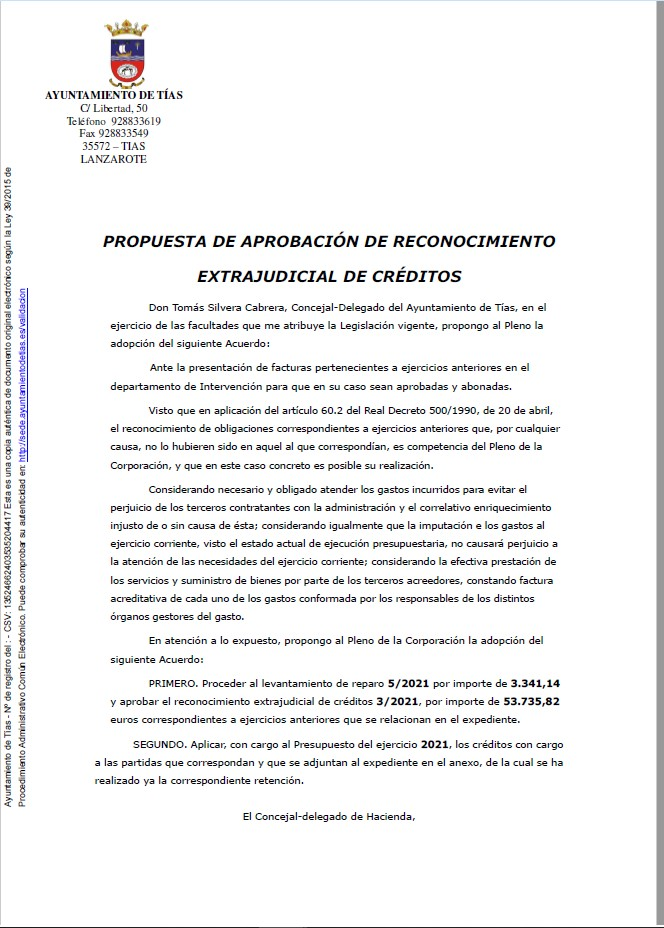 AYUNTAMIENTO DE TÍAS
C/ Libertad, 50
Teléfono 928833619
Fax 928833549
35572 – TIAS
LANZAROTE
PROPUESTA DE APROBACIÓN DE RECONOCIMIENTO
EXTRAJUDICIAL DE CRÉDITOS
Don Tomás Silvera Cabrera, Concejal-Delegado del Ayuntamiento de Tías, en el
ejercicio de las facultades que me atribuye la Legislación vigente, propongo al Pleno la
adopción del siguiente Acuerdo:
Ante la presentación de facturas pertenecientes a ejercicios anteriores en el
departamento de Intervención para que en su caso sean aprobadas y abonadas.
Visto que en aplicación del artículo 60.2 del Real Decreto 500/1990, de 20 de abril,
el reconocimiento de obligaciones correspondientes a ejercicios anteriores que, por cualquier
causa, no lo hubieren sido en aquel al que correspondían, es competencia del Pleno de la
Corporación, y que en este caso concreto es posible su realización.
Considerando necesario y obligado atender los gastos incurridos para evitar el
perjuicio de los terceros contratantes con la administración y el correlativo enriquecimiento
injusto de o sin causa de ésta; considerando igualmente que la imputación e los gastos al
ejercicio corriente, visto el estado actual de ejecución presupuestaria, no causará perjuicio a
la atención de las necesidades del ejercicio corriente; considerando la efectiva prestación de
los servicios y suministro de bienes por parte de los terceros acreedores, constando factura
acreditativa de cada uno de los gastos conformada por los responsables de los distintos
órganos gestores del gasto.
En atención a lo expuesto, propongo al Pleno de la Corporación la adopción del
siguiente Acuerdo:
PRIMERO. Proceder al levantamiento de reparo 5/2021 por importe de 3.341,14
y aprobar el reconocimiento extrajudicial de créditos 3/2021, por importe de 53.735,82
euros correspondientes a ejercicios anteriores que se relacionan en el expediente.
SEGUNDO. Aplicar, con cargo al Presupuesto del ejercicio 2021, los créditos con cargo
a las partidas que correspondan y que se adjuntan al expediente en el anexo, de la cual se ha
realizado ya la correspondiente retención.
El Concejal-delegado de Hacienda,
Ayuntamiento de Tías - Nº de registro del : - CSV: 13524662403535204417 Esta es una copia auténtica de documento original electrónico según la Ley 39/2015 de
Procedimiento Administrativo Común Electrónico. Puede comprobar su autenticidad en: http://sede.ayuntamientodetias.es/validacion